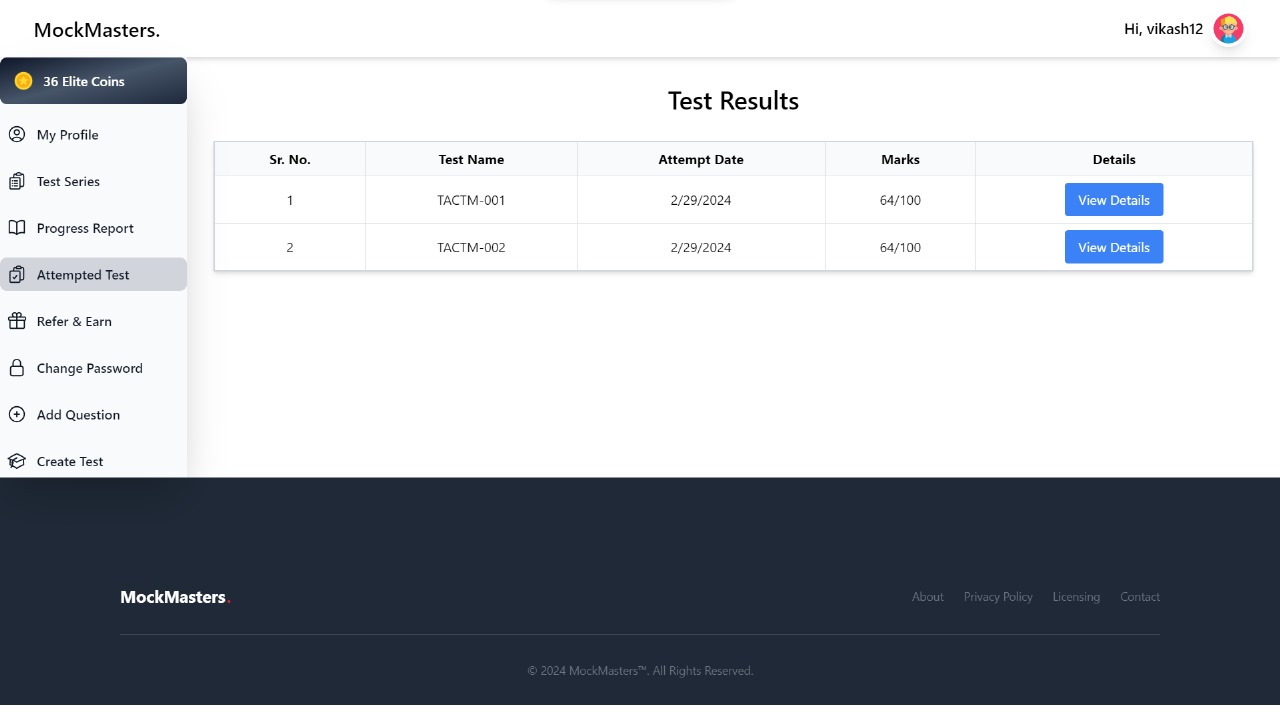 MockMasters.
Hi, vikash12
36 Elite Coins
My Profile
Test Series
Progress Report
Attempted Test
Refer & Earn
Change Password
Add Question
Create Test
Test Results
Sr. No. Test Name Attempt Date Marks Details
1 TACTM-001 2/29/2024 64/100 View Details
2 TACTM-002 2/29/2024 64/100 View Details
MockMasters.
About Privacy Policy Licensing Contact
© 2024 MockMasters™. All Rights Reserved.